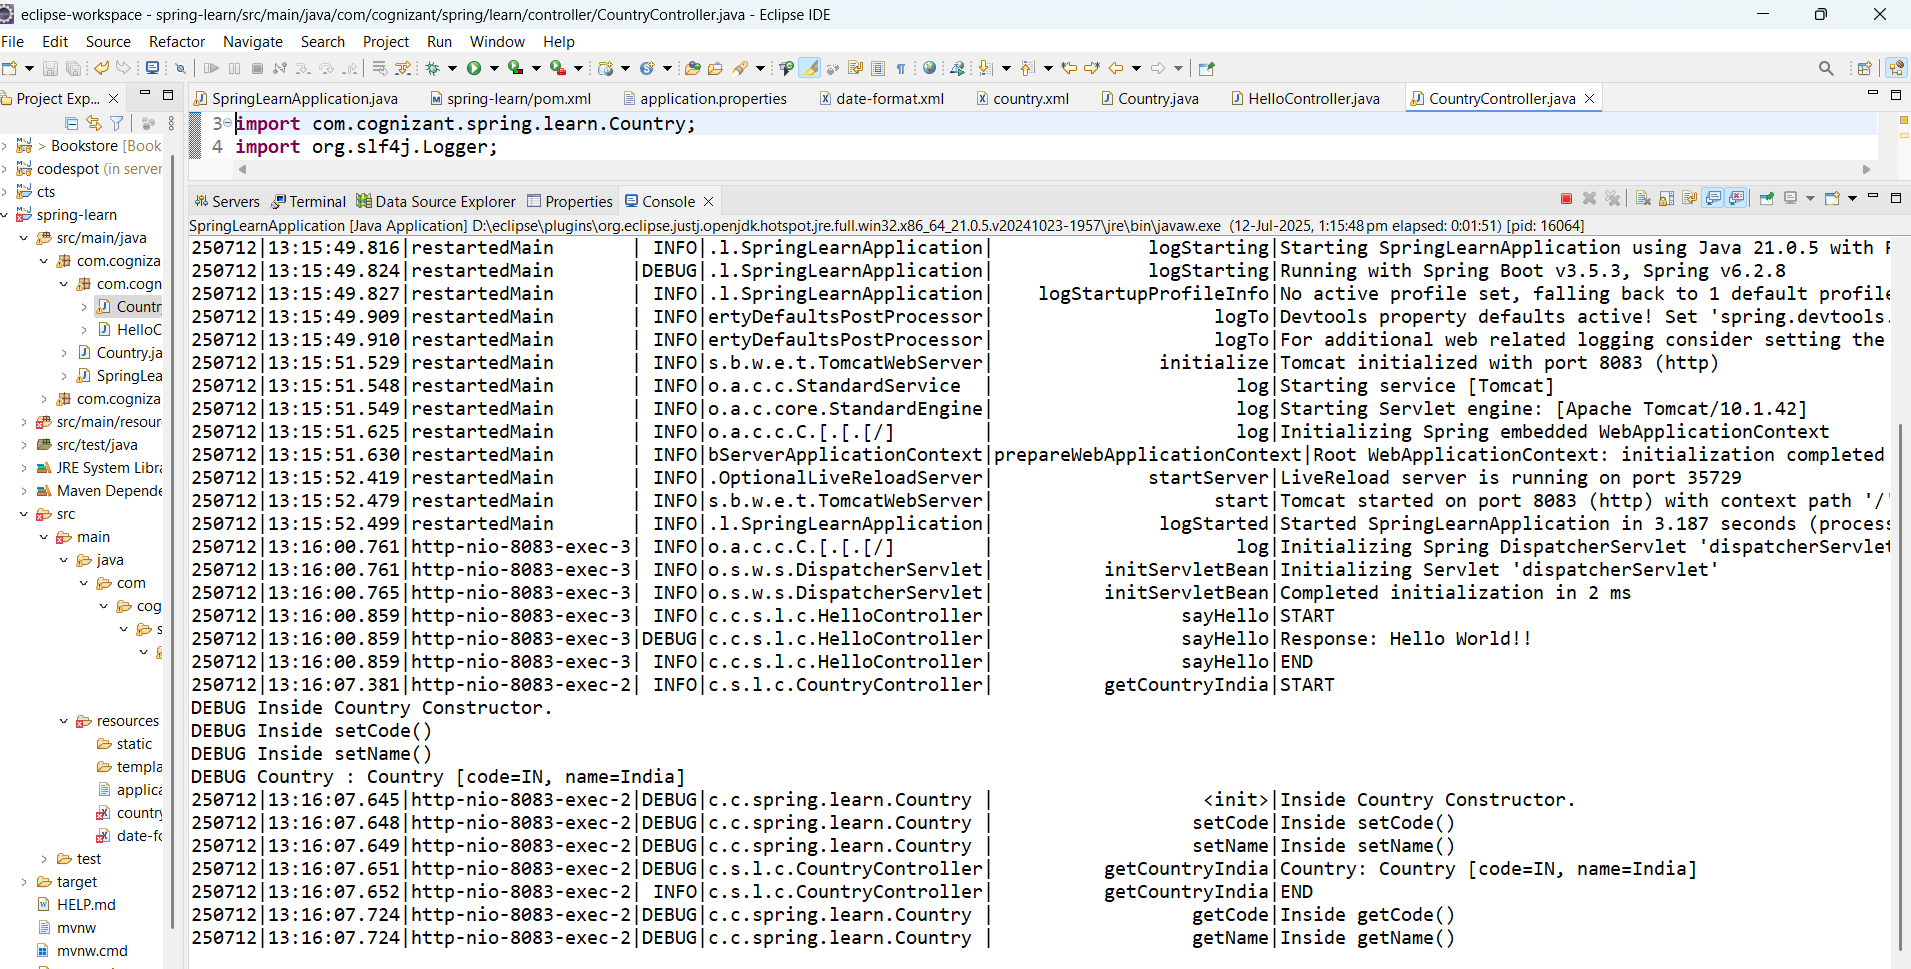 eclipse-workspace - spring-learn/src/main/java/com/cognizant/spring/learn/controller/CountryController.java - Eclipse IDE
File Edit Source Refactor Navigate Search Project Run Window Help
Project Exp...
SpringLearnApplication.java spring-learn/pom.xml application.properties date-format.xml country.xml Country.java HelloController.java CountryController.java
3 import com.cognizant.spring.learn.Country;
4 import org.slf4j.Logger;
> Bookstore [Book
codespot (in server
cts
spring-learn
src/main/java
com.cogniza
com.cogn
Countr
HelloC
Country.ja
SpringLea
com.cogniza
src/main/resour
src/test/java
JRE System Libra
Maven Depende
src
main
java
com
cog
s
resources
static
templa
applica
country
date-fo
test
target
HELP.md
mvnw
mvnw.cmd
Servers Terminal Data Source Explorer Properties Console
SpringLearnApplication [Java Application] D:\eclipse\plugins\org.eclipse.justj.openjdk.hotspot.jre.full.win32.x86_64_21.0.5.v20241023-1957\jre\bin\javaw.exe (12-Jul-2025, 1:15:48 pm elapsed: 0:01:51) [pid: 16064]
250712|13:15:49.816|restartedMain | INFO|.l.SpringLearnApplication| logStarting|Starting SpringLearnApplication using Java 21.0.5 with P
250712|13:15:49.824|restartedMain |DEBUG|.l.SpringLearnApplication| logStarting|Running with Spring Boot v3.5.3, Spring v6.2.8
250712|13:15:49.827|restartedMain | INFO|.l.SpringLearnApplication| logStartupProfileInfo|No active profile set, falling back to 1 default profile
250712|13:15:49.909|restartedMain | INFO|ertyDefaultsPostProcessor| logTo|Devtools property defaults active! Set 'spring.devtools.
250712|13:15:49.910|restartedMain | INFO|ertyDefaultsPostProcessor| logTo|For additional web related logging consider setting the
250712|13:15:51.529|restartedMain | INFO|s.b.w.e.t.TomcatWebServer| initialize|Tomcat initialized with port 8083 (http)
250712|13:15:51.548|restartedMain | INFO|o.a.c.c.StandardService | log|Starting service [Tomcat]
250712|13:15:51.549|restartedMain | INFO|o.a.c.core.StandardEngine| log|Starting Servlet engine: [Apache Tomcat/10.1.42]
250712|13:15:51.625|restartedMain | INFO|o.a.c.c.C.[.[.[/] | log|Initializing Spring embedded WebApplicationContext
250712|13:15:51.630|restartedMain | INFO|bServerApplicationContext|prepareWebApplicationContext|Root WebApplicationContext: initialization completed
250712|13:15:52.419|restartedMain | INFO|.OptionalLiveReloadServer| startServer|LiveReload server is running on port 35729
250712|13:15:52.479|restartedMain | INFO|s.b.w.e.t.TomcatWebServer| start|Tomcat started on port 8083 (http) with context path '/'
250712|13:15:52.499|restartedMain | INFO|.l.SpringLearnApplication| logStarted|Started SpringLearnApplication in 3.187 seconds (process
250712|13:16:00.761|http-nio-8083-exec-3| INFO|o.a.c.c.C.[.[.[/] | log|Initializing Spring DispatcherServlet 'dispatcherServlet
250712|13:16:00.761|http-nio-8083-exec-3| INFO|o.s.w.s.DispatcherServlet| initServletBean|Initializing Servlet 'dispatcherServlet'
250712|13:16:00.765|http-nio-8083-exec-3| INFO|o.s.w.s.DispatcherServlet| initServletBean|Completed initialization in 2 ms
250712|13:16:00.859|http-nio-8083-exec-3| INFO|c.c.s.l.c.HelloController| sayHello|START
250712|13:16:00.859|http-nio-8083-exec-3|DEBUG|c.c.s.l.c.HelloController| sayHello|Response: Hello World!!
250712|13:16:00.859|http-nio-8083-exec-3| INFO|c.c.s.l.c.HelloController| sayHello|END
250712|13:16:07.381|http-nio-8083-exec-2| INFO|c.s.l.c.CountryController| getCountryIndia|START
DEBUG Inside Country Constructor.
DEBUG Inside setCode()
DEBUG Inside setName()
DEBUG Country : Country [code=IN, name=India]
250712|13:16:07.645|http-nio-8083-exec-2|DEBUG|c.c.spring.learn.Country | <init>|Inside Country Constructor.
250712|13:16:07.648|http-nio-8083-exec-2|DEBUG|c.c.spring.learn.Country | setCode|Inside setCode()
250712|13:16:07.649|http-nio-8083-exec-2|DEBUG|c.c.spring.learn.Country | setName|Inside setName()
250712|13:16:07.651|http-nio-8083-exec-2|DEBUG|c.s.l.c.CountryController| getCountryIndia|Country: Country [code=IN, name=India]
250712|13:16:07.652|http-nio-8083-exec-2| INFO|c.s.l.c.CountryController| getCountryIndia|END
250712|13:16:07.724|http-nio-8083-exec-2|DEBUG|c.c.spring.learn.Country | getCode|Inside getCode()
250712|13:16:07.724|http-nio-8083-exec-2|DEBUG|c.c.spring.learn.Country | getName|Inside getName()